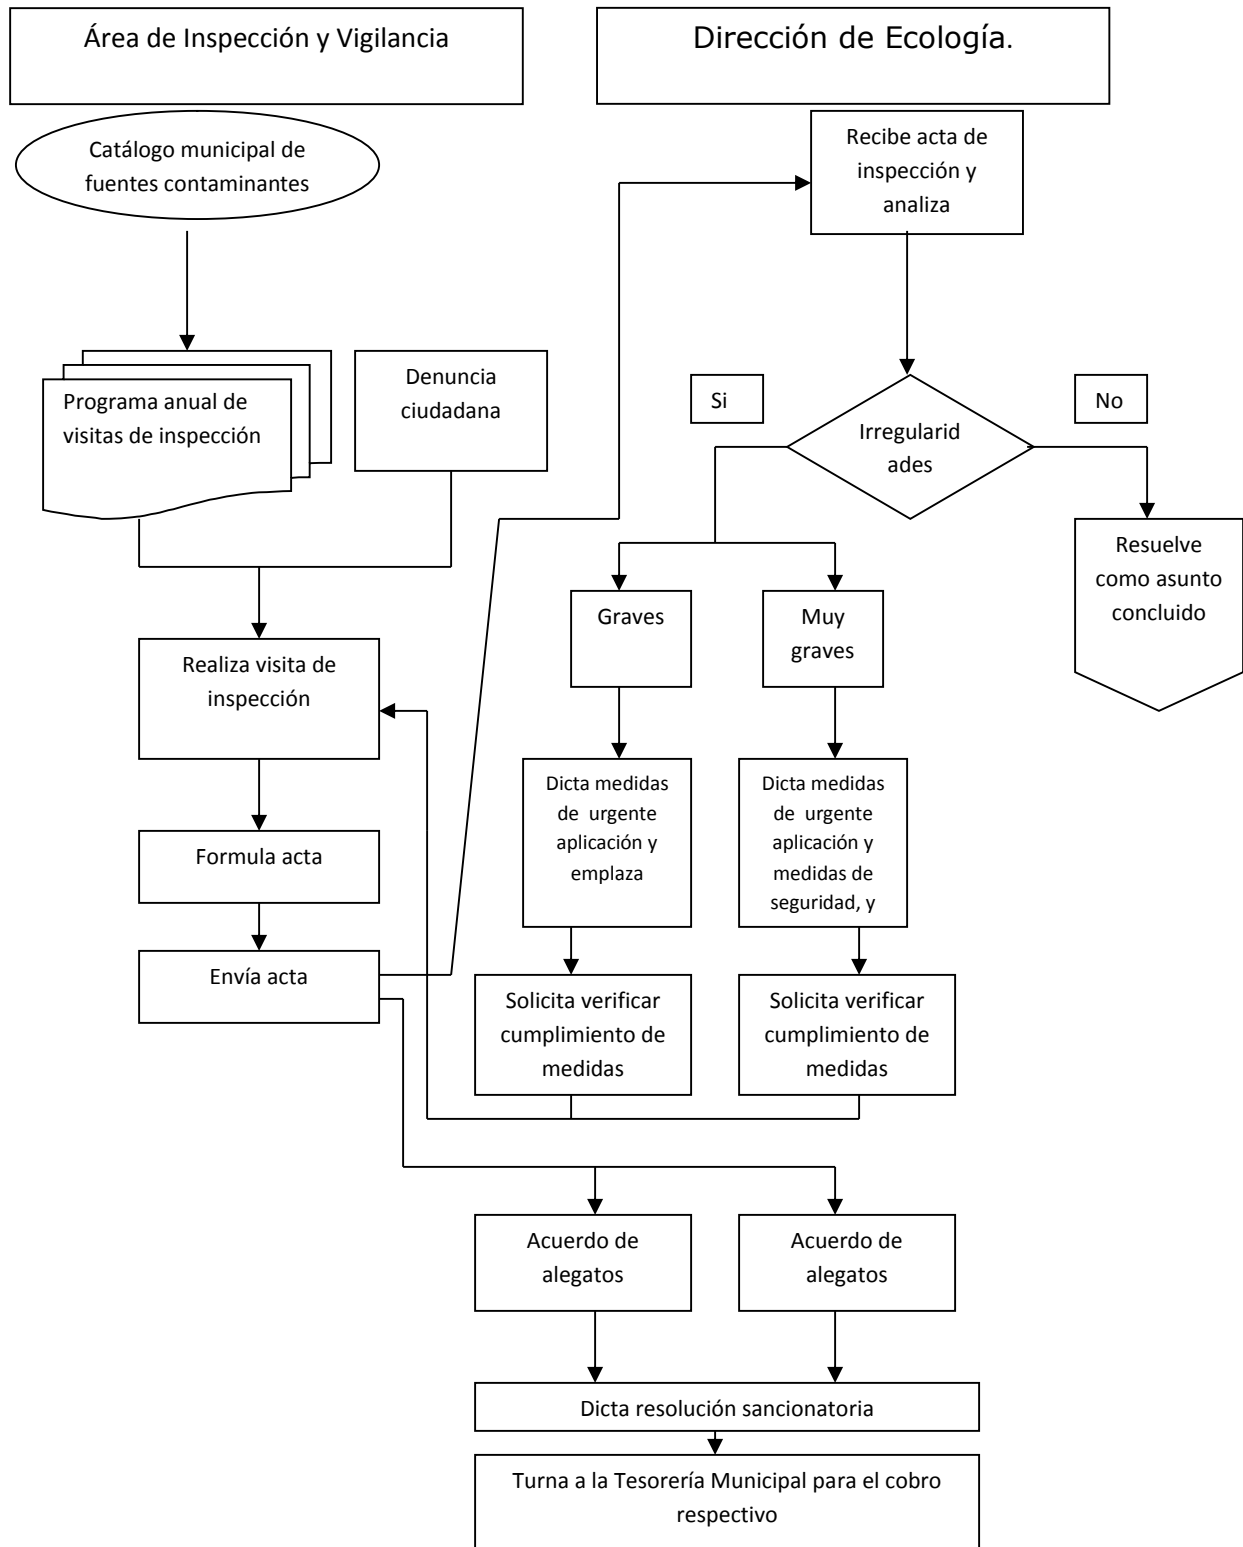 Área de Inspección y Vigilancia
Dirección de Ecología.
Catálogo municipal de
fuentes contaminantes
Recibe acta de
inspección y
analiza
Programa anual de
visitas de inspección
Denuncia
ciudadana
Si
No
Irregularid
ades
Resuelve
como asunto
concluido
Graves
Muy
graves
Realiza visita de
inspección
Dicta medidas
de urgente
aplicación y
emplaza
Dicta medidas
de urgente
aplicación y
medidas de
seguridad, y
Formula acta
Envía acta
Solicita verificar
cumplimiento de
medidas
Solicita verificar
cumplimiento de
medidas
Acuerdo de
alegatos
Acuerdo de
alegatos
Dicta resolución sancionatoria
Turna a la Tesorería Municipal para el cobro
respectivo